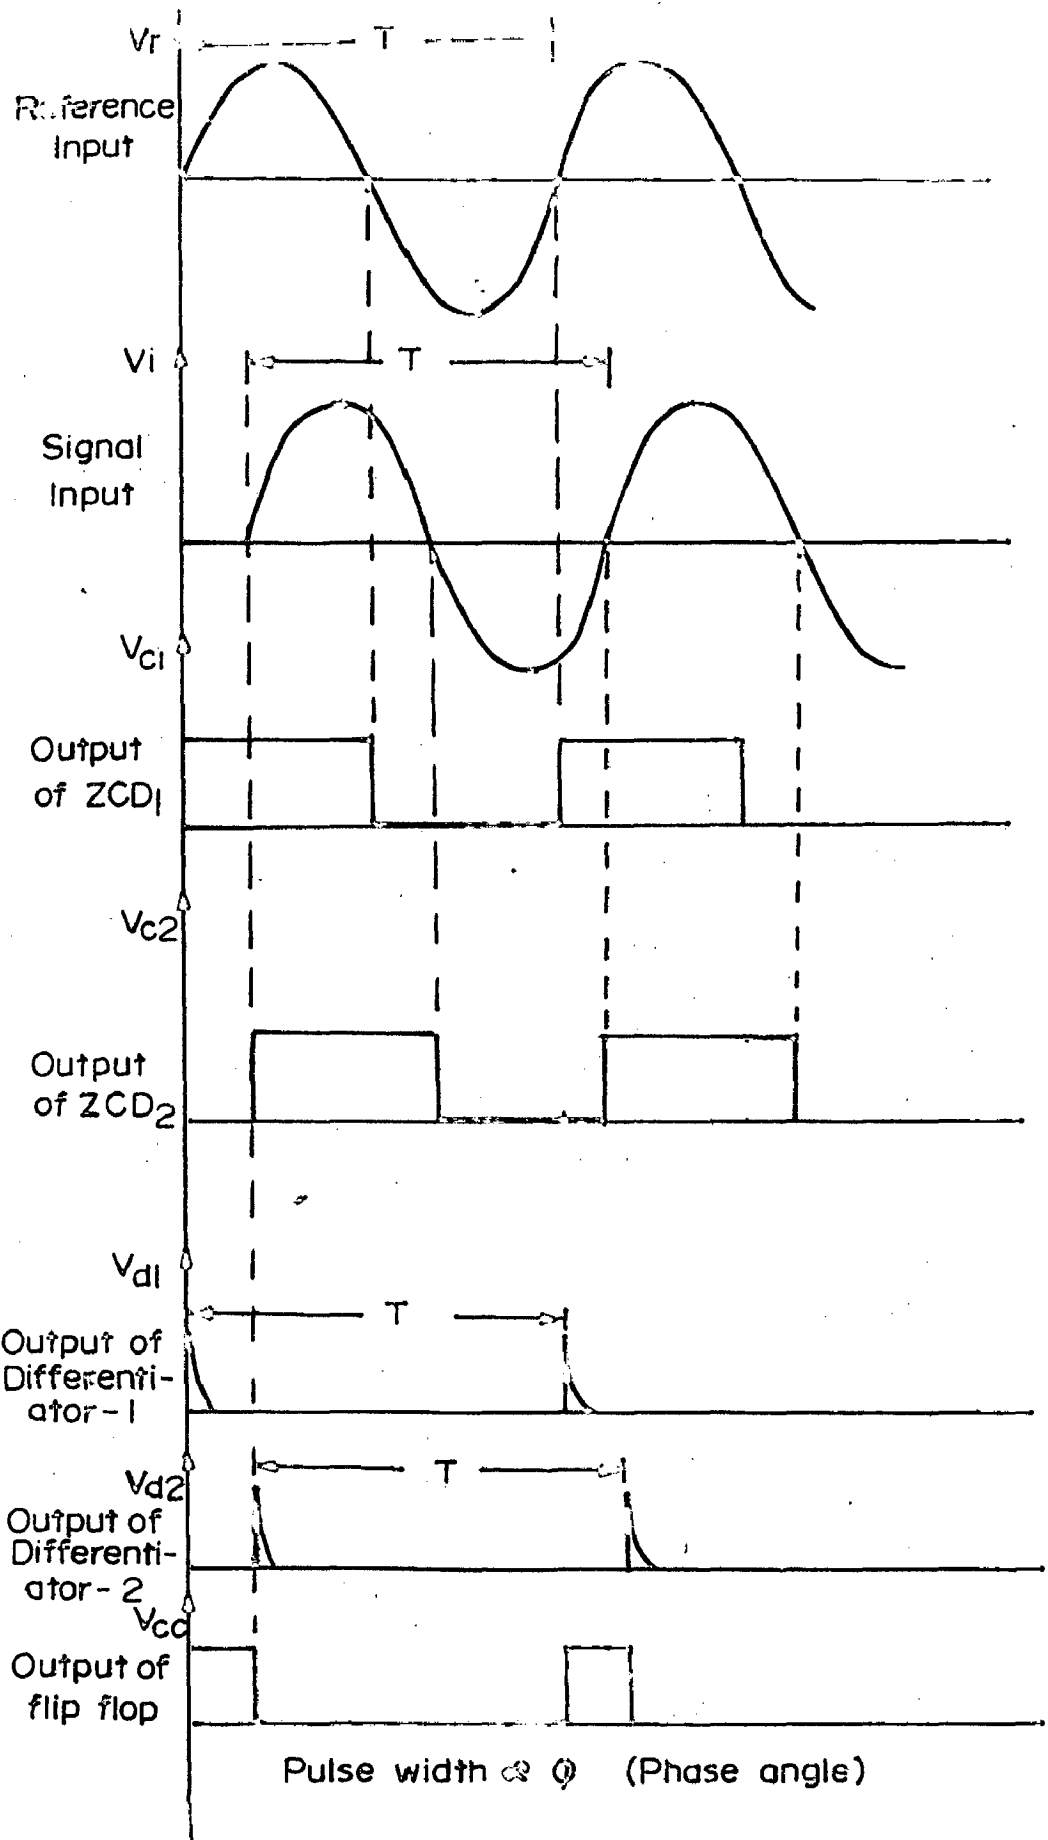 Vr
T
Reference
Input
Vi
T
Signal
Input
Vc1
Output
of ZCD1
Vc2
Output
of ZCD2
Vd1
T
Output of
Differenti-
ator-1
Vd2
T
Output of
Differenti-
ator-2
Vcc
Output of
flip flop
Pulse width ∝ φ (Phase angle)